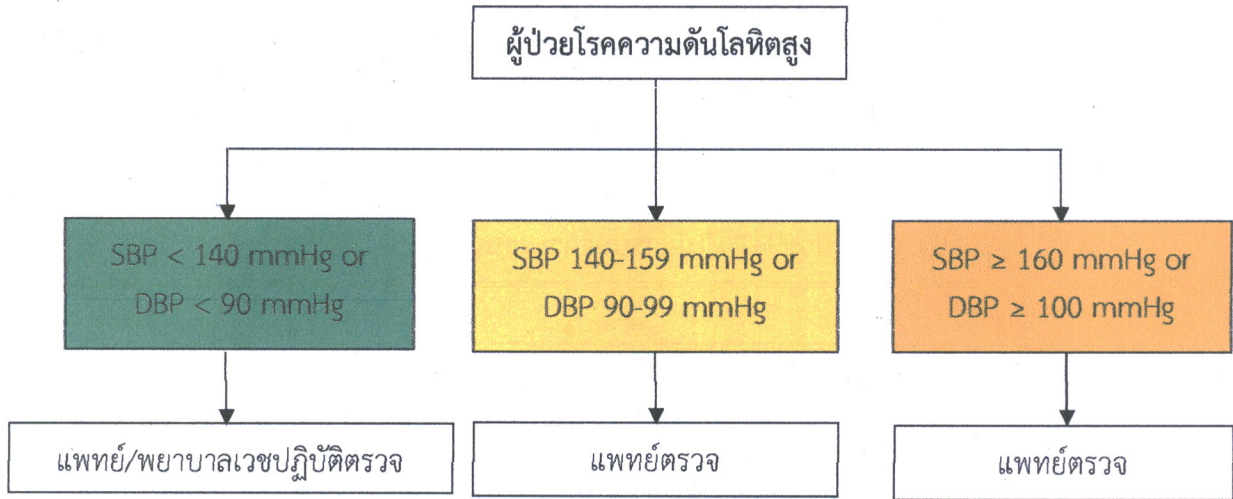 ผู้ป่วยโรคความดันโลหิตสูง
SBP < 140 mmHg or
DBP < 90 mmHg
SBP 140-159 mmHg or
DBP 90-99 mmHg
SBP ≥ 160 mmHg or
DBP ≥ 100 mmHg
แพทย์/พยาบาลเวชปฏิบัติตรวจ
แพทย์ตรวจ
แพทย์ตรวจ